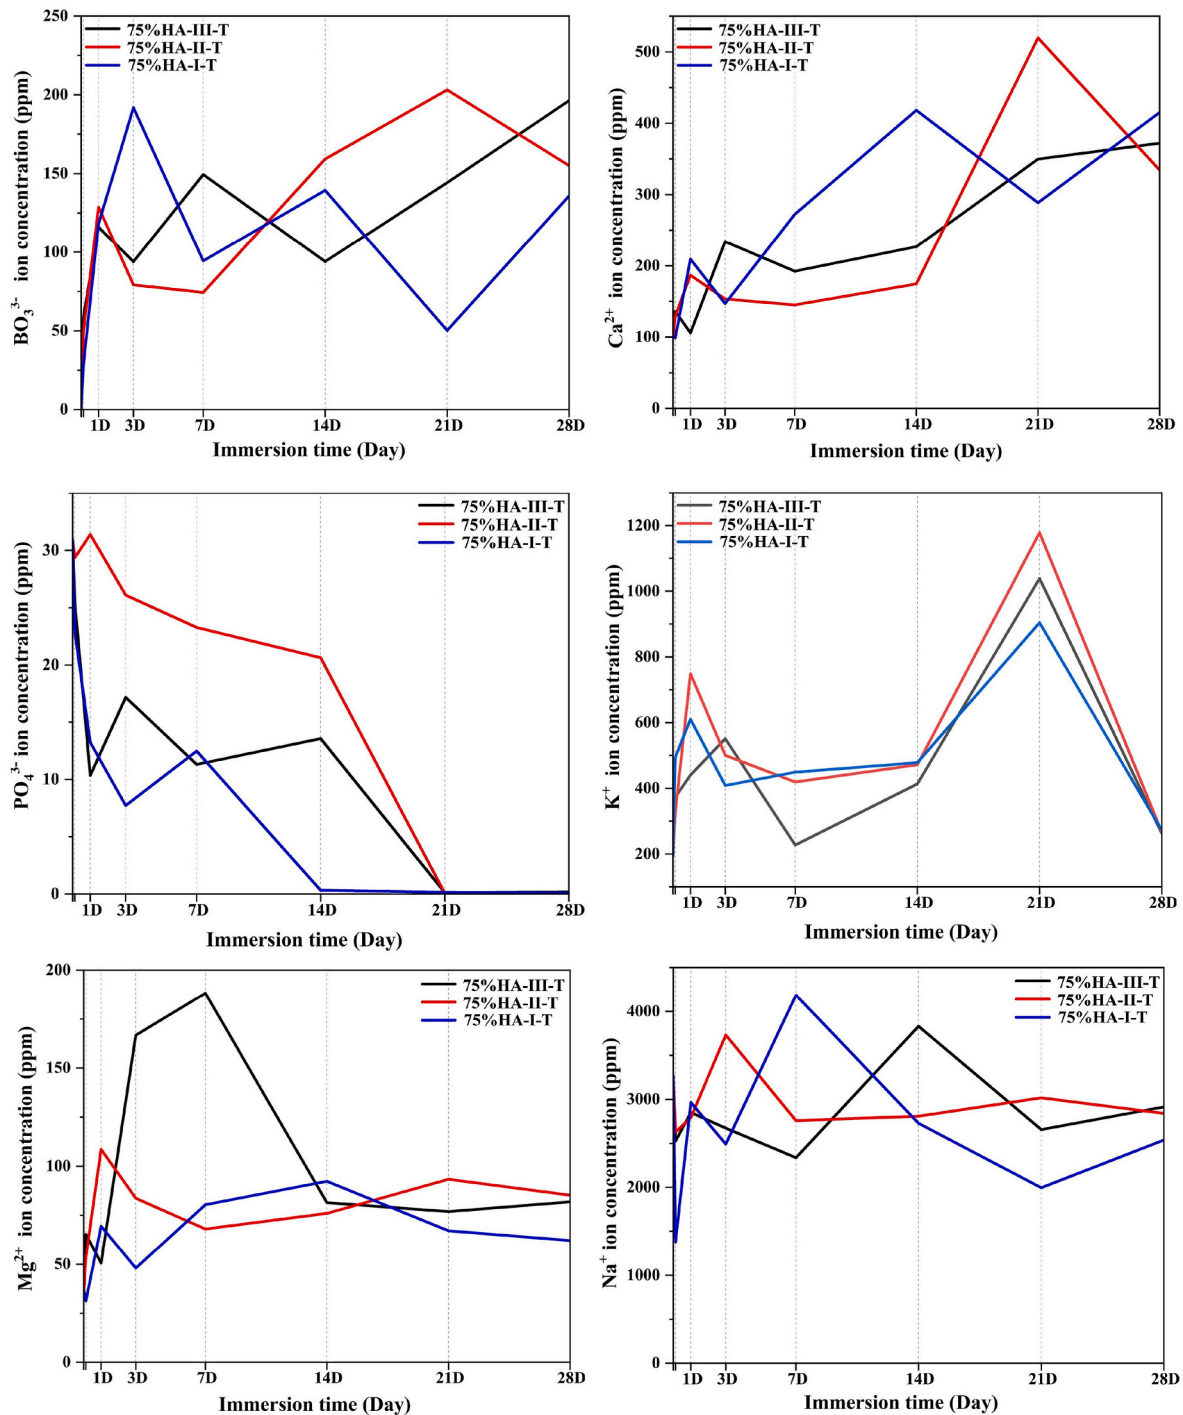 250
200
150
100
50
0
BO₃³⁻ ion concentration (ppm)
75%HA-III-T
75%HA-II-T
75%HA-I-T
1D 3D 7D 14D 21D 28D
Immersion time (Day)
500
400
300
200
100
0
Ca²⁺ ion concentration (ppm)
75%HA-III-T
75%HA-II-T
75%HA-I-T
1D 3D 7D 14D 21D 28D
Immersion time (Day)
30
20
10
0
PO₄³⁻ ion concentration (ppm)
75%HA-III-T
75%HA-II-T
75%HA-I-T
1D 3D 7D 14D 21D 28D
Immersion time (Day)
1200
1000
800
600
400
200
K⁺ ion concentration (ppm)
75%HA-III-T
75%HA-II-T
75%HA-I-T
1D 3D 7D 14D 21D 28D
Immersion time (Day)
200
150
100
50
0
Mg²⁺ ion concentration (ppm)
75%HA-III-T
75%HA-II-T
75%HA-I-T
1D 3D 7D 14D 21D 28D
Immersion time (Day)
4000
3000
2000
1000
0
Na⁺ ion concentration (ppm)
75%HA-III-T
75%HA-II-T
75%HA-I-T
1D 3D 7D 14D 21D 28D
Immersion time (Day)